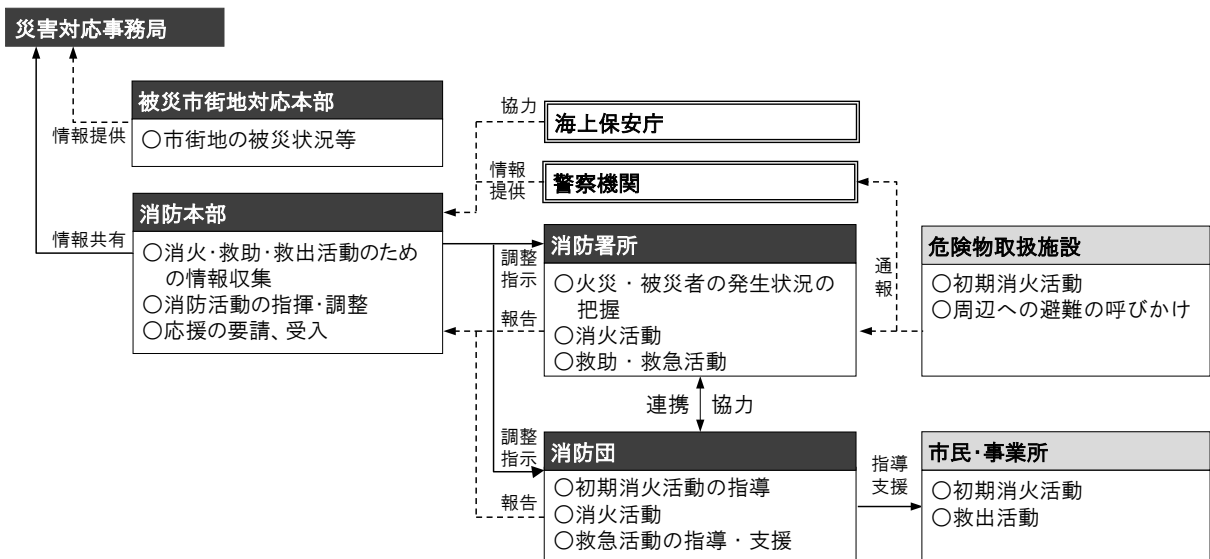 災害対応事務局
被災市街地対応本部
情報提供
○市街地の被災状況等
協力
海上保安庁
情報
提供
警察機関
消防本部
情報共有
○消火・救助・救出活動のため
の情報収集
○消防活動の指揮・調整
○応援の要請、受入
調整
指示
報告
消防署所
○火災・被災者の発生状況の
把握
○消火活動
○救助・救急活動
通
報
危険物取扱施設
○初期消火活動
○周辺への避難の呼びかけ
連携
協力
調整
指示
報告
消防団
○初期消火活動の指導
○消火活動
○救急活動の指導・支援
指導
支援
市民・事業所
○初期消火活動
○救出活動